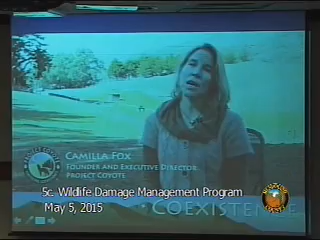 CAMILLA FOX
FOUNDER AND EXECUTIVE DIRECTOR,
PROJECT COYOTE
5c. Wildlife Damage Management Program
May 5, 2015
COEXISTENCE